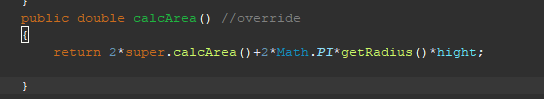 }
public double calcArea() //override
{
return 2*super.calcArea()+2*Math.PI*getRadius()*hight;
}